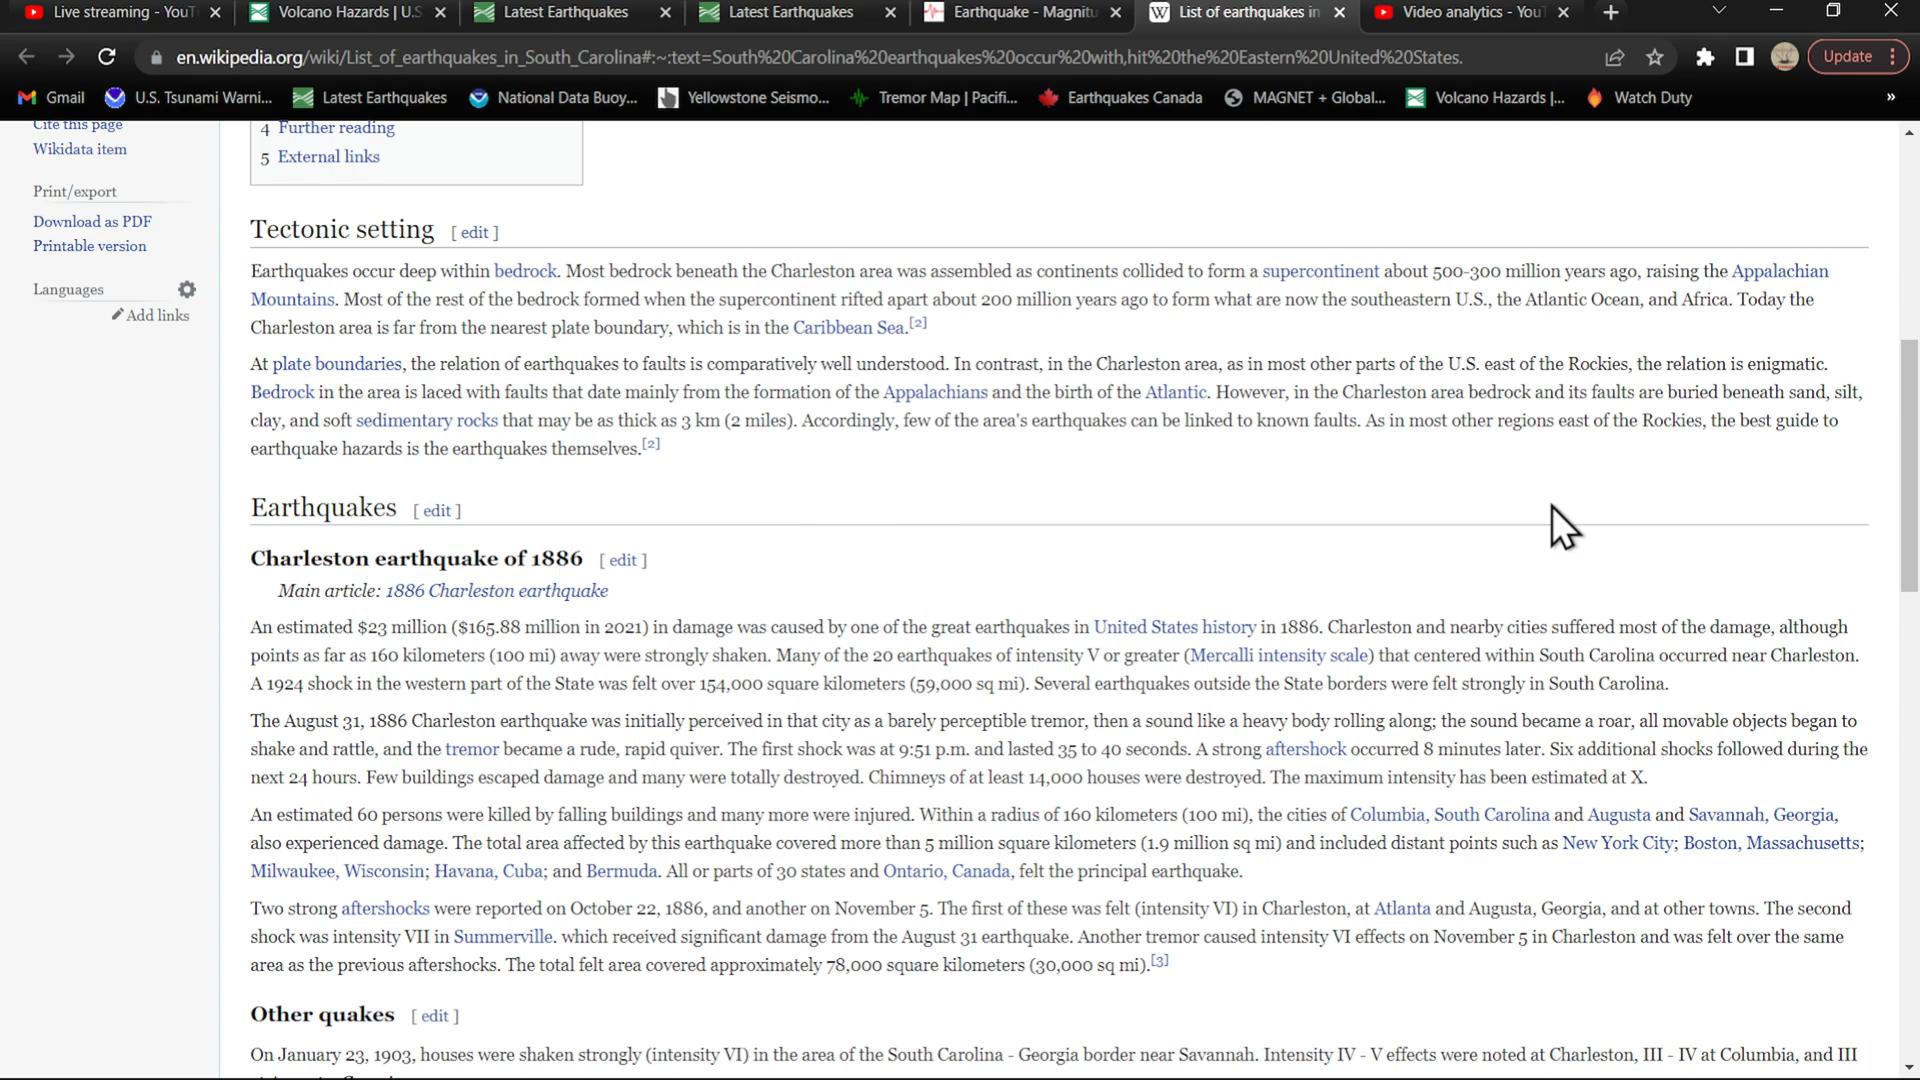 Live streaming - YouT
Volcano Hazards | U.S
Latest Earthquakes
Latest Earthquakes
Earthquake - Magnitu
List of earthquakes in
Video analytics - You
en.wikipedia.org/wiki/List_of_earthquakes_in_South_Carolina#:~:text=South%20Carolina%20earthquakes%20occur%20with,hit%20the%20Eastern%20United%20States.
Update
Gmail
U.S. Tsunami Warni...
Latest Earthquakes
National Data Buoy...
Yellowstone Seismo...
Tremor Map | Pacifi...
Earthquakes Canada
MAGNET + Global...
Volcano Hazards |...
Watch Duty
»
Cite this page
Wikidata item
Print/export
Download as PDF
Printable version
Languages
Add links
4 Further reading
5 External links
Tectonic setting [ edit ]
Earthquakes occur deep within bedrock. Most bedrock beneath the Charleston area was assembled as continents collided to form a supercontinent about 500-300 million years ago, raising the Appalachian
Mountains. Most of the rest of the bedrock formed when the supercontinent rifted apart about 200 million years ago to form what are now the southeastern U.S., the Atlantic Ocean, and Africa. Today the
Charleston area is far from the nearest plate boundary, which is in the Caribbean Sea.[2]
At plate boundaries, the relation of earthquakes to faults is comparatively well understood. In contrast, in the Charleston area, as in most other parts of the U.S. east of the Rockies, the relation is enigmatic.
Bedrock in the area is laced with faults that date mainly from the formation of the Appalachians and the birth of the Atlantic. However, in the Charleston area bedrock and its faults are buried beneath sand, silt,
clay, and soft sedimentary rocks that may be as thick as 3 km (2 miles). Accordingly, few of the area's earthquakes can be linked to known faults. As in most other regions east of the Rockies, the best guide to
earthquake hazards is the earthquakes themselves.[2]
Earthquakes [ edit ]
Charleston earthquake of 1886 [ edit ]
Main article: 1886 Charleston earthquake
An estimated $23 million ($165.88 million in 2021) in damage was caused by one of the great earthquakes in United States history in 1886. Charleston and nearby cities suffered most of the damage, although
points as far as 160 kilometers (100 mi) away were strongly shaken. Many of the 20 earthquakes of intensity V or greater (Mercalli intensity scale) that centered within South Carolina occurred near Charleston.
A 1924 shock in the western part of the State was felt over 154,000 square kilometers (59,000 sq mi). Several earthquakes outside the State borders were felt strongly in South Carolina.
The August 31, 1886 Charleston earthquake was initially perceived in that city as a barely perceptible tremor, then a sound like a heavy body rolling along; the sound became a roar, all movable objects began to
shake and rattle, and the tremor became a rude, rapid quiver. The first shock was at 9:51 p.m. and lasted 35 to 40 seconds. A strong aftershock occurred 8 minutes later. Six additional shocks followed during the
next 24 hours. Few buildings escaped damage and many were totally destroyed. Chimneys of at least 14,000 houses were destroyed. The maximum intensity has been estimated at X.
An estimated 60 persons were killed by falling buildings and many more were injured. Within a radius of 160 kilometers (100 mi), the cities of Columbia, South Carolina and Augusta and Savannah, Georgia,
also experienced damage. The total area affected by this earthquake covered more than 5 million square kilometers (1.9 million sq mi) and included distant points such as New York City; Boston, Massachusetts;
Milwaukee, Wisconsin; Havana, Cuba; and Bermuda. All or parts of 30 states and Ontario, Canada, felt the principal earthquake.
Two strong aftershocks were reported on October 22, 1886, and another on November 5. The first of these was felt (intensity VI) in Charleston, at Atlanta and Augusta, Georgia, and at other towns. The second
shock was intensity VII in Summerville. which received significant damage from the August 31 earthquake. Another tremor caused intensity VI effects on November 5 in Charleston and was felt over the same
area as the previous aftershocks. The total felt area covered approximately 78,000 square kilometers (30,000 sq mi).[3]
Other quakes [ edit ]
On January 23, 1903, houses were shaken strongly (intensity VI) in the area of the South Carolina - Georgia border near Savannah. Intensity IV - V effects were noted at Charleston, III - IV at Columbia, and III